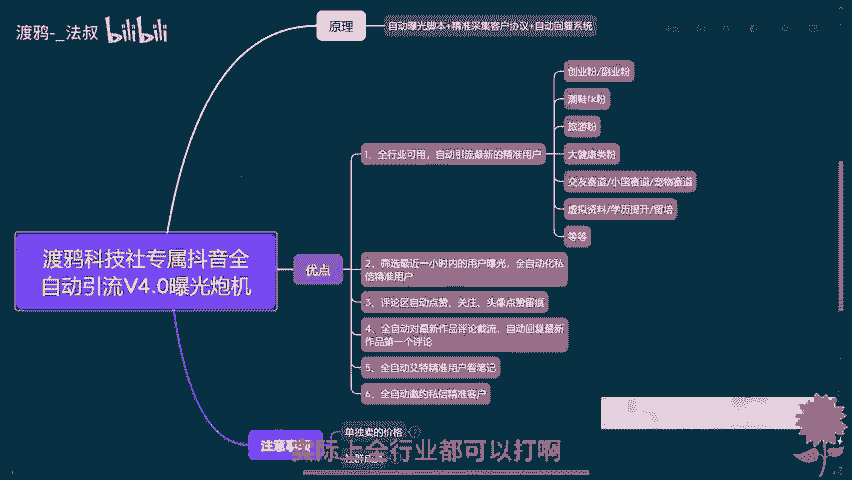 渡鸦-_法叔 bilibili
原理
自动曝光脚本+精准采集客户协议+自动回复系统
创业粉/副业粉
潮鞋fx粉
旅游粉
1、全行业可用，自动引流最新的精准用户
大健康类粉
交友赛道/小国赛道/宠物赛道
虚拟资料/学历提升/留培
等等
渡鸦科技社专属抖音全
自动引流V4.0曝光炮机
优点
2、筛选最近一小时内的用户曝光，全自动化私
信精准用户
3、评论区自动点赞、关注、头像点赞留痕
4、全自动对最新作品评论截流、自动回复最新
作品第一个评论
5、全自动艾特精准用户看笔记
6、全自动邀约私信精准客户
注意事
单独卖的价格
实际上全行业都可以打啊